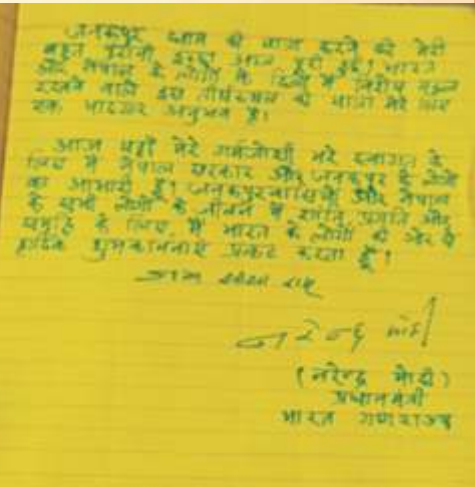 जनकपुर धाम की यात्रा करने की मेरी
बहुत पुरानी इच्छा आज पूरी हुई। भारत
और नेपाल के लोगों के दिलों में विशेष महत्व
रखने वाले इस तीर्थस्थल की यात्रा मेरे लिए
एक यादगार अनुभव है।
आज यहाँ मेरे गर्मजोशी भरे स्वागत के
लिए मैं नेपाल सरकार और जनकपुर के लोगों
का आभारी हूँ। जनकपुरवासियों और नेपाल
के सभी लोगों के जीवन में शान्ति, प्रगति और
समृद्धि के लिए, मैं भारत के लोगों की ओर से
हार्दिक शुभकामनाएं प्रकट करता हूँ।
नरेन्द्र मोदी
(नरेन्द्र मोदी)
प्रधानमंत्री
भारत गणराज्य